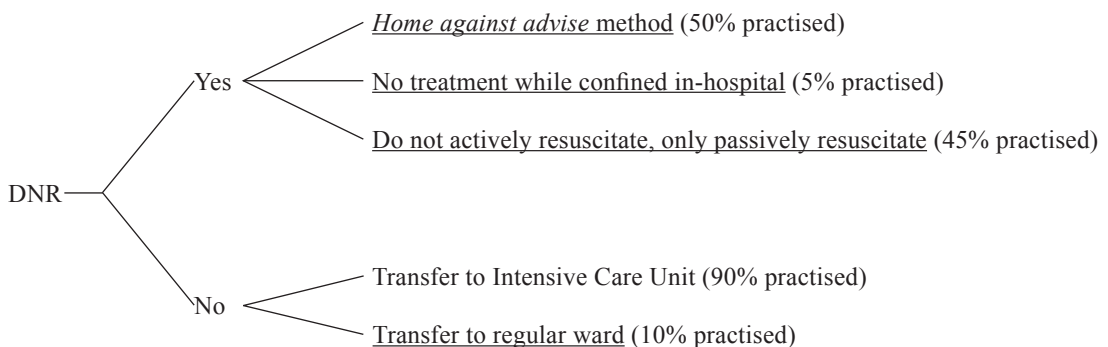 Home against advise method (50% practised)
Yes
No treatment while confined in-hospital (5% practised)
Do not actively resuscitate, only passively resuscitate (45% practised)
DNR
Transfer to Intensive Care Unit (90% practised)
No
Transfer to regular ward (10% practised)